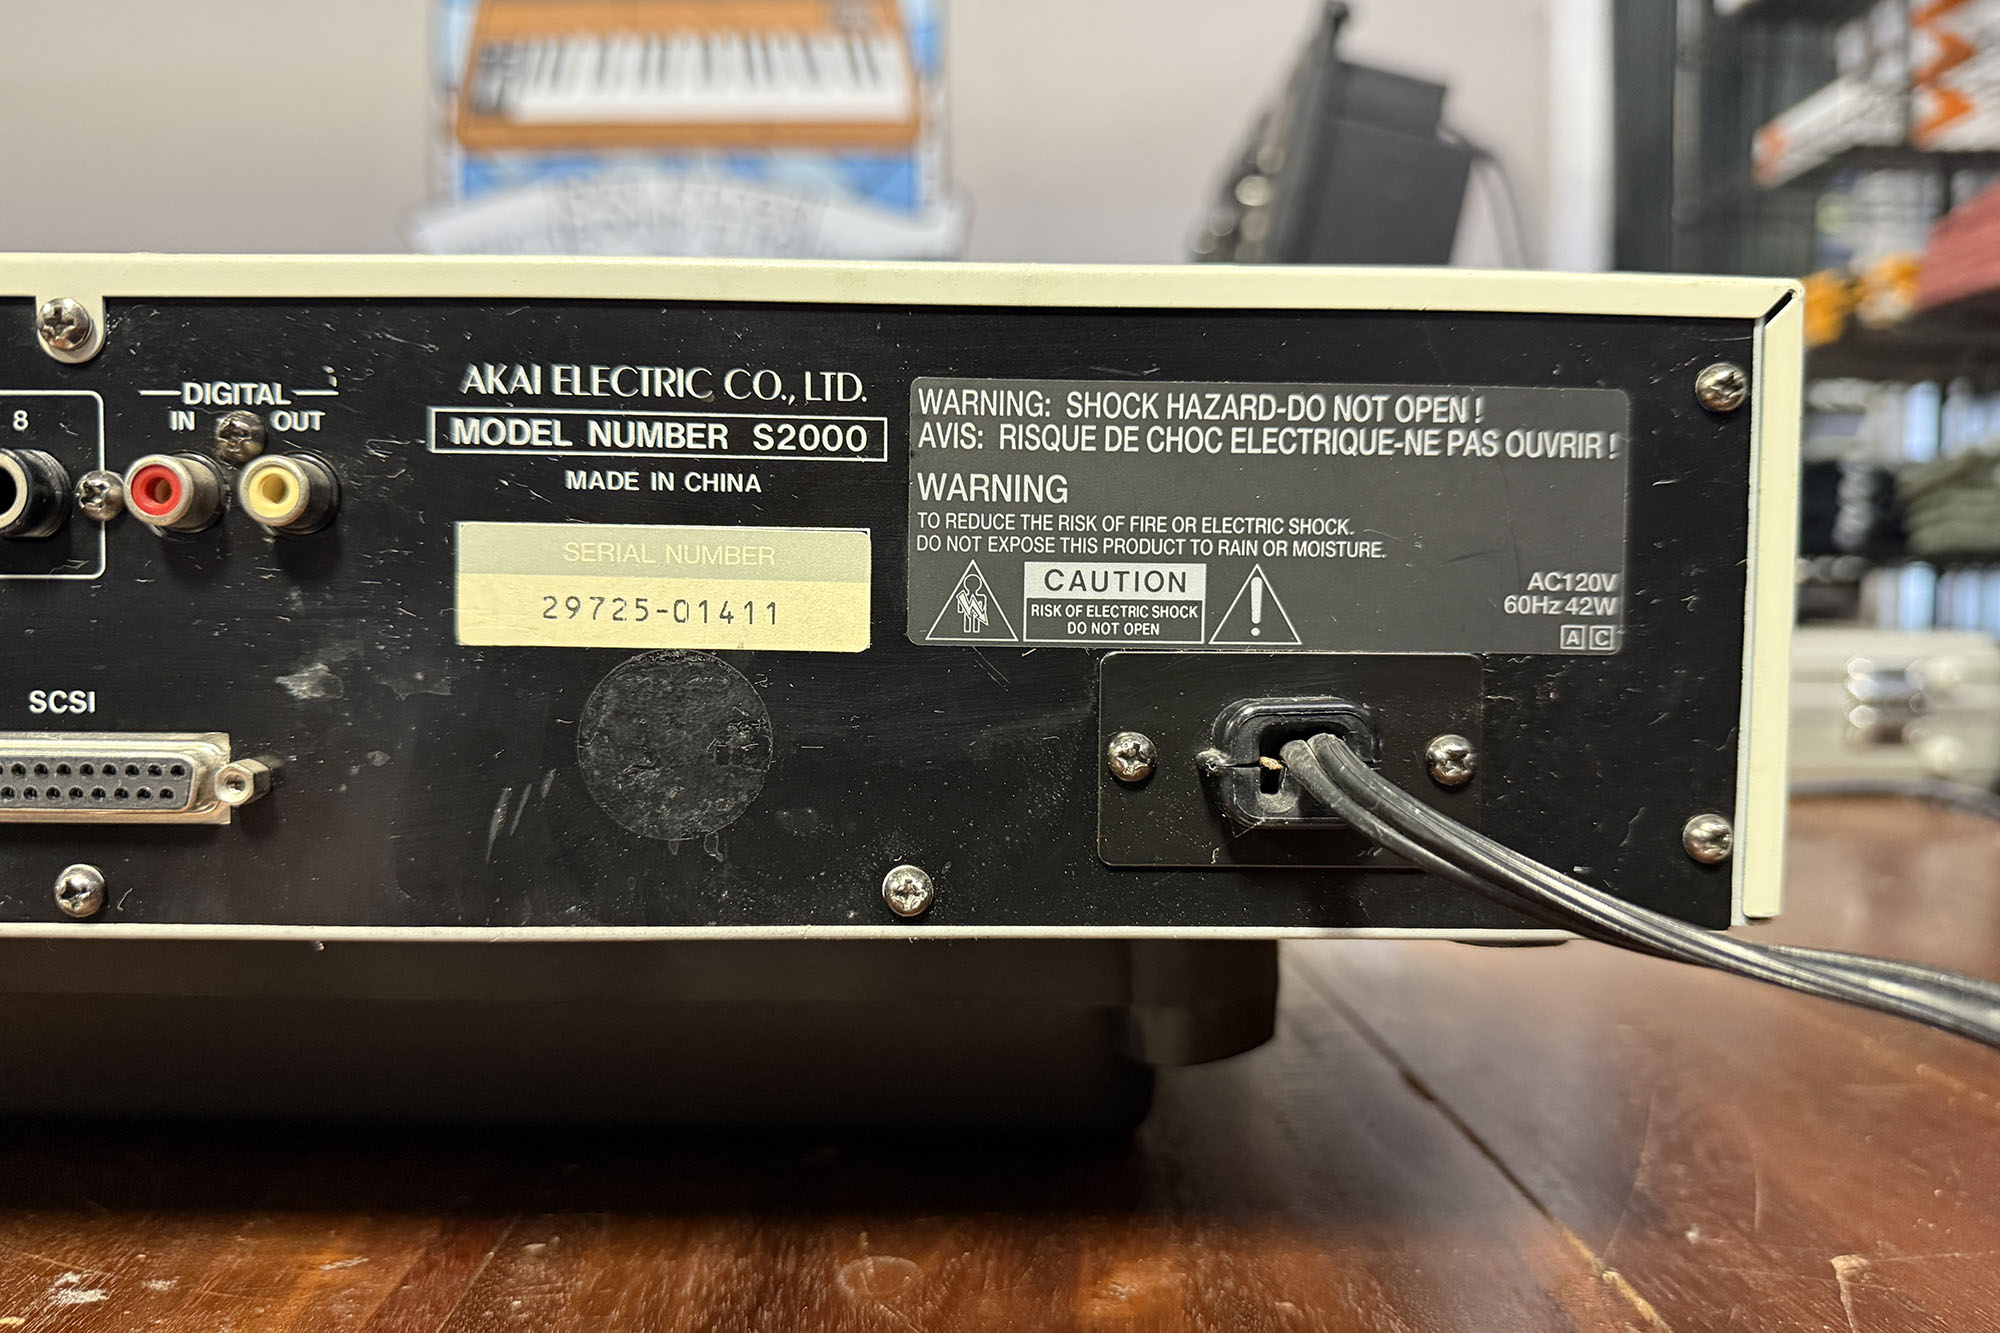 8
DIGITAL
IN OUT
SCSI
AKAI ELECTRIC CO., LTD.
MODEL NUMBER S2000
MADE IN CHINA
SERIAL NUMBER
29725-01411
WARNING: SHOCK HAZARD-DO NOT OPEN !
AVIS: RISQUE DE CHOC ELECTRIQUE-NE PAS OUVRIR !
WARNING
TO REDUCE THE RISK OF FIRE OR ELECTRIC SHOCK.
DO NOT EXPOSE THIS PRODUCT TO RAIN OR MOISTURE.
CAUTION
RISK OF ELECTRIC SHOCK
DO NOT OPEN
AC120V
60Hz 42W
A C